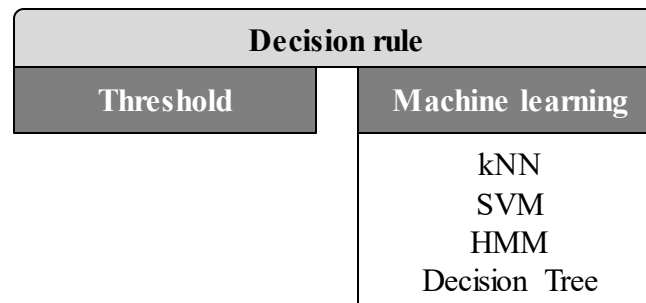 Decision rule
Threshold
Machine learning
kNN
SVM
HMM
Decision Tree